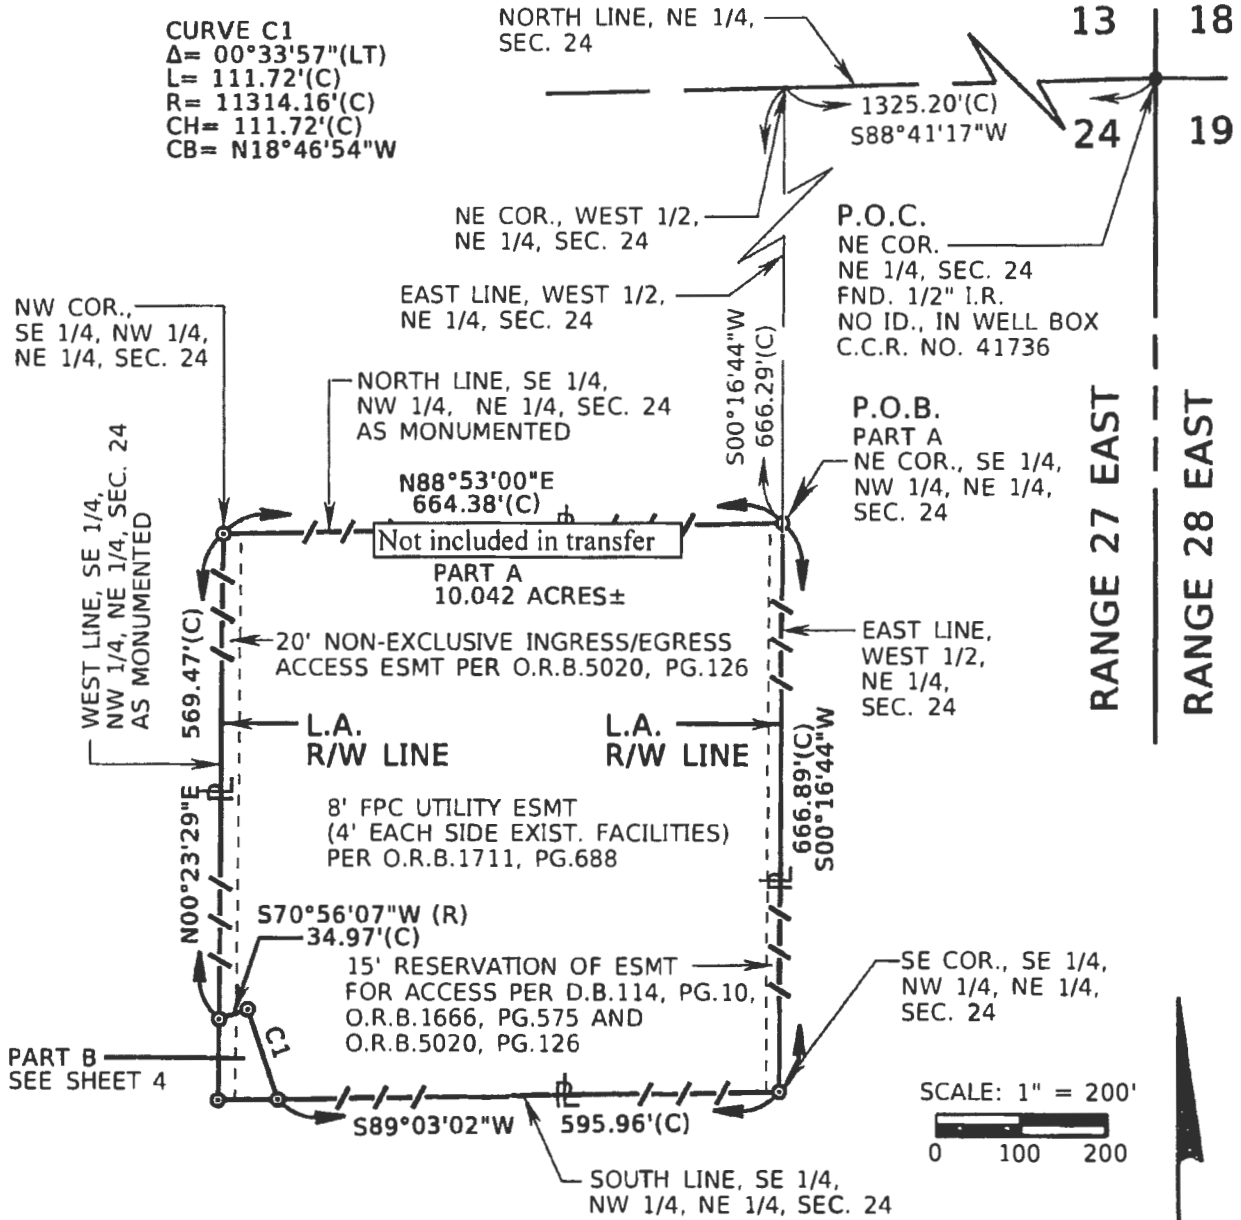 CURVE C1
Δ= 00°33'57"(LT)
L= 111.72'(C)
R= 11314.16'(C)
CH= 111.72'(C)
CB= N18°46'54"W
NORTH LINE, NE 1/4,
SEC. 24
13
18
24
19
1325.20'(C)
S88°41'17"W
NE COR., WEST 1/2,
NE 1/4, SEC. 24
P.O.C.
NE COR.
NE 1/4, SEC. 24
FND. 1/2" I.R.
NO ID., IN WELL BOX
C.C.R. NO. 41736
EAST LINE, WEST 1/2,
NE 1/4, SEC. 24
NW COR.,
SE 1/4, NW 1/4,
NE 1/4, SEC. 24
S00°16'44"W
666.29'(C)
NORTH LINE, SE 1/4,
NW 1/4, NE 1/4, SEC. 24
AS MONUMENTED
P.O.B.
PART A
NE COR., SE 1/4,
NW 1/4, NE 1/4,
SEC. 24
RANGE 27 EAST
RANGE 28 EAST
WEST LINE, SE 1/4,
NW 1/4, NE 1/4, SEC. 24
AS MONUMENTED
N88°53'00"E
664.38'(C)
Not included in transfer
PART A
10.042 ACRES±
569.47'(C)
N00°23'29"E
20' NON-EXCLUSIVE INGRESS/EGRESS
ACCESS ESMT PER O.R.B.5020, PG.126
EAST LINE,
WEST 1/2,
NE 1/4,
SEC. 24
L.A.
R/W LINE
L.A.
R/W LINE
666.89'(C)
S00°16'44"W
8' FPC UTILITY ESMT
(4' EACH SIDE EXIST. FACILITIES)
PER O.R.B.1711, PG.688
S70°56'07"W (R)
34.97'(C)
15' RESERVATION OF ESMT
FOR ACCESS PER D.B.114, PG.10,
O.R.B.1666, PG.575 AND
O.R.B.5020, PG.126
SE COR., SE 1/4,
NW 1/4, NE 1/4,
SEC. 24
C1
PART B
SEE SHEET 4
S89°03'02"W
595.96'(C)
SOUTH LINE, SE 1/4,
NW 1/4, NE 1/4, SEC. 24
SCALE: 1" = 200'
0 100 200